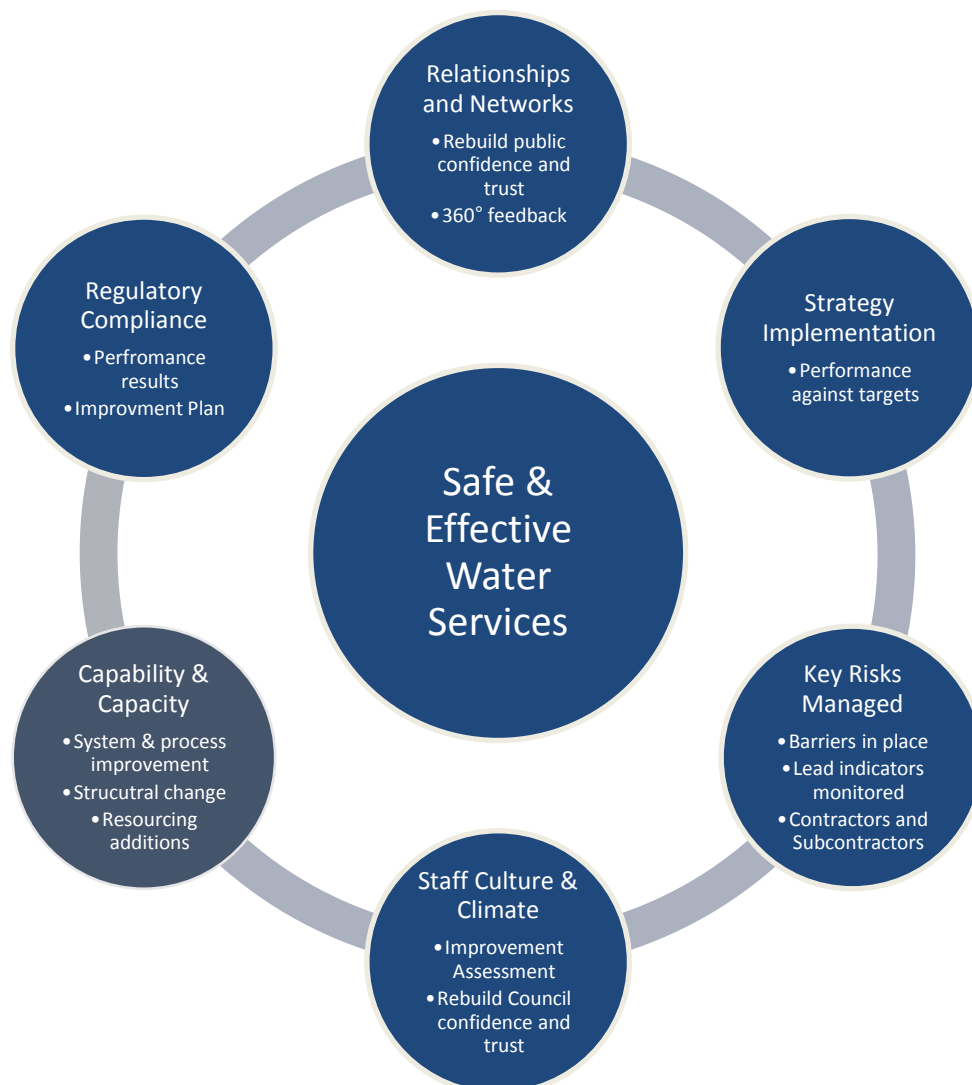 Relationships
and Networks
•Rebuild public
confidence and
trust
•360° feedback
Strategy
Implementation
•Performance
against targets
Key Risks
Managed
•Barriers in place
•Lead indicators
monitored
•Contractors and
Subcontractors
Staff Culture &
Climate
•Improvement
Assessment
•Rebuild Council
confidence and
trust
Capability &
Capacity
•System & process
improvement
•Strucutral change
•Resourcing
additions
Regulatory
Compliance
•Perfromance
results
•Improvment Plan
Safe &
Effective
Water
Services